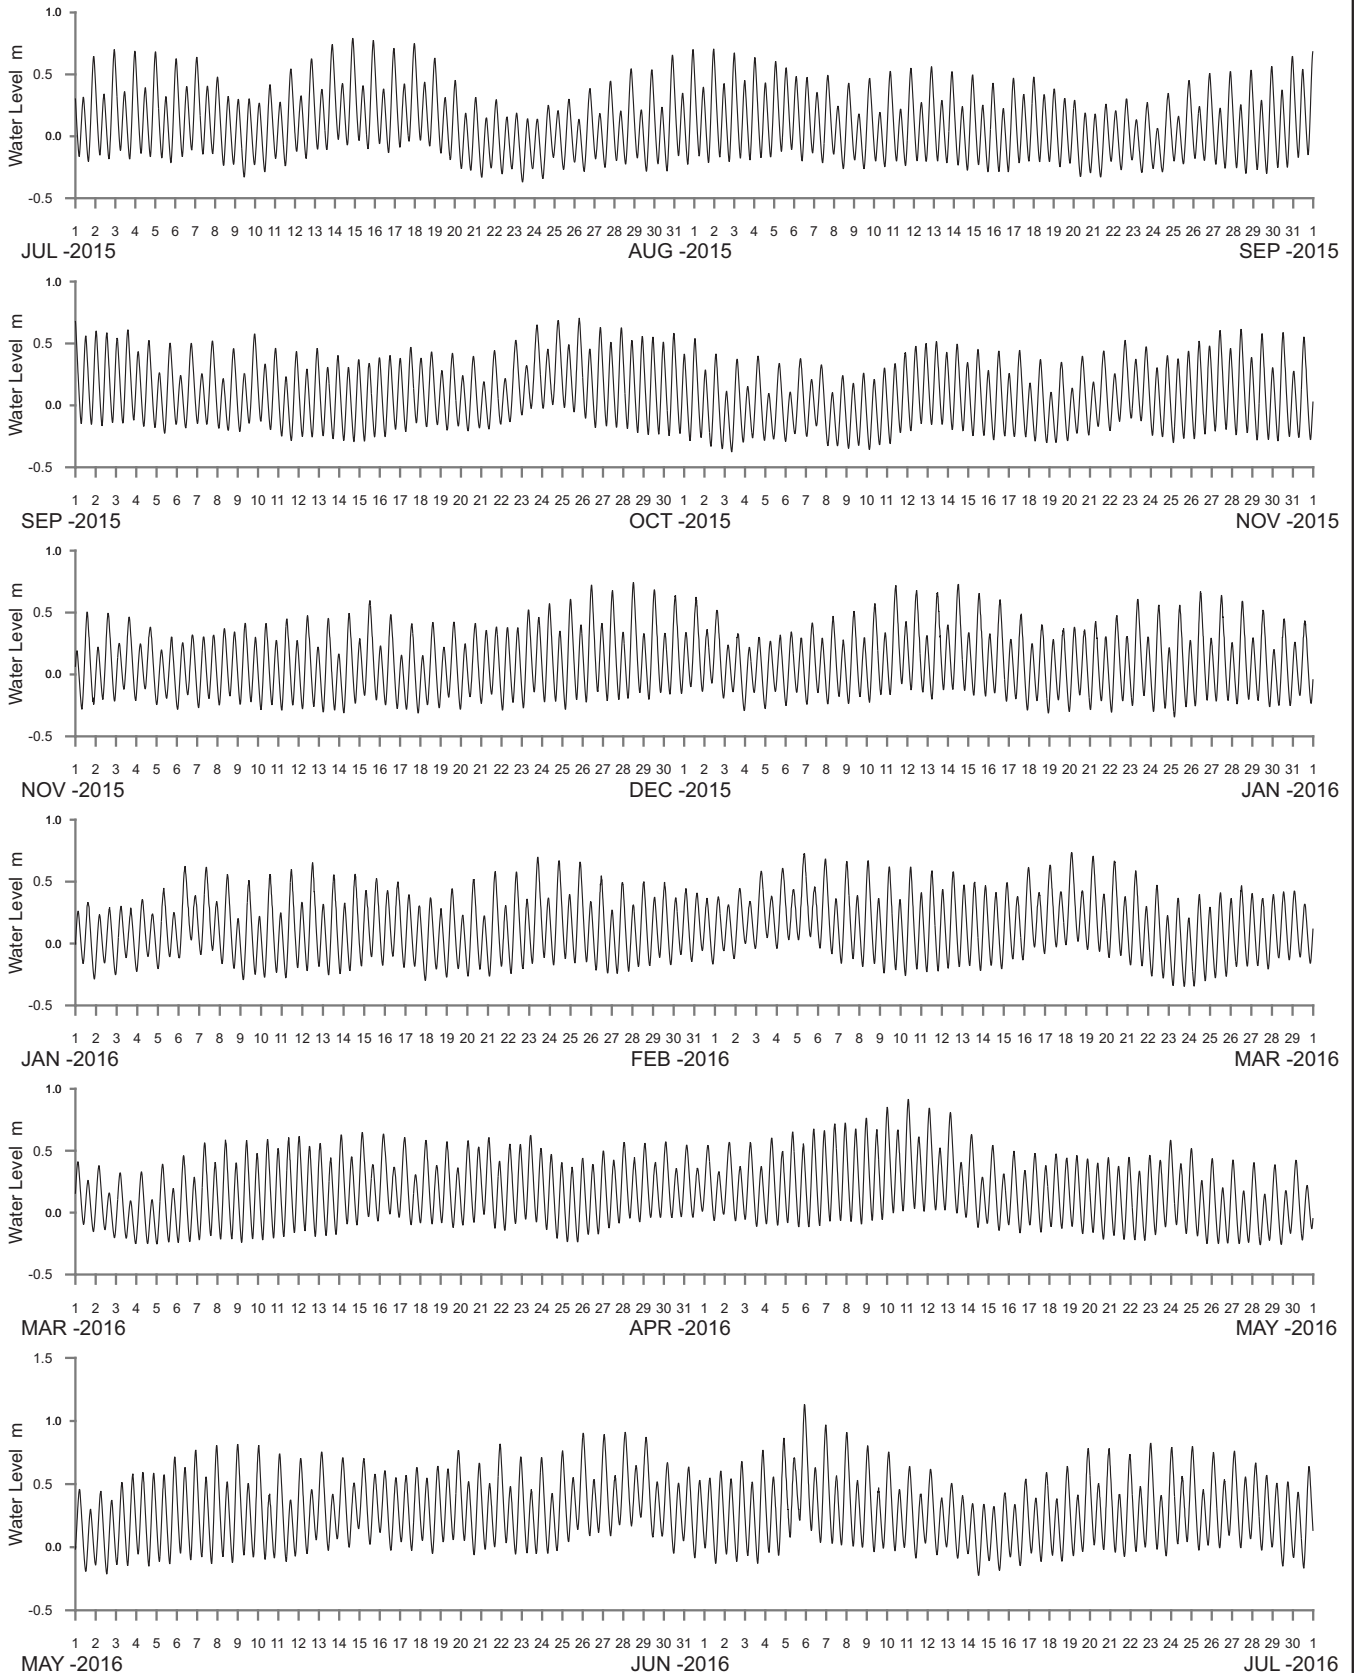 1.0
0.5
0.0
-0.5
Water Level m
1 2 3 4 5 6 7 8 9 10 11 12 13 14 15 16 17 18 19 20 21 22 23 24 25 26 27 28 29 30 31 1 2 3 4 5 6 7 8 9 10 11 12 13 14 15 16 17 18 19 20 21 22 23 24 25 26 27 28 29 30 31 1
JUL -2015 AUG -2015 SEP -2015
1.0
0.5
0.0
-0.5
Water Level m
1 2 3 4 5 6 7 8 9 10 11 12 13 14 15 16 17 18 19 20 21 22 23 24 25 26 27 28 29 30 1 2 3 4 5 6 7 8 9 10 11 12 13 14 15 16 17 18 19 20 21 22 23 24 25 26 27 28 29 30 31 1
SEP -2015 OCT -2015 NOV -2015
1.0
0.5
0.0
-0.5
Water Level m
1 2 3 4 5 6 7 8 9 10 11 12 13 14 15 16 17 18 19 20 21 22 23 24 25 26 27 28 29 30 1 2 3 4 5 6 7 8 9 10 11 12 13 14 15 16 17 18 19 20 21 22 23 24 25 26 27 28 29 30 31 1
NOV -2015 DEC -2015 JAN -2016
1.0
0.5
0.0
-0.5
Water Level m
1 2 3 4 5 6 7 8 9 10 11 12 13 14 15 16 17 18 19 20 21 22 23 24 25 26 27 28 29 30 31 1 2 3 4 5 6 7 8 9 10 11 12 13 14 15 16 17 18 19 20 21 22 23 24 25 26 27 28 29 1
JAN -2016 FEB -2016 MAR -2016
1.0
0.5
0.0
-0.5
Water Level m
1 2 3 4 5 6 7 8 9 10 11 12 13 14 15 16 17 18 19 20 21 22 23 24 25 26 27 28 29 30 31 1 2 3 4 5 6 7 8 9 10 11 12 13 14 15 16 17 18 19 20 21 22 23 24 25 26 27 28 29 30 1
MAR -2016 APR -2016 MAY -2016
1.5
1.0
0.5
0.0
-0.5
Water Level m
1 2 3 4 5 6 7 8 9 10 11 12 13 14 15 16 17 18 19 20 21 22 23 24 25 26 27 28 29 30 31 1 2 3 4 5 6 7 8 9 10 11 12 13 14 15 16 17 18 19 20 21 22 23 24 25 26 27 28 29 30 1
MAY -2016 JUN -2016 JUL -2016